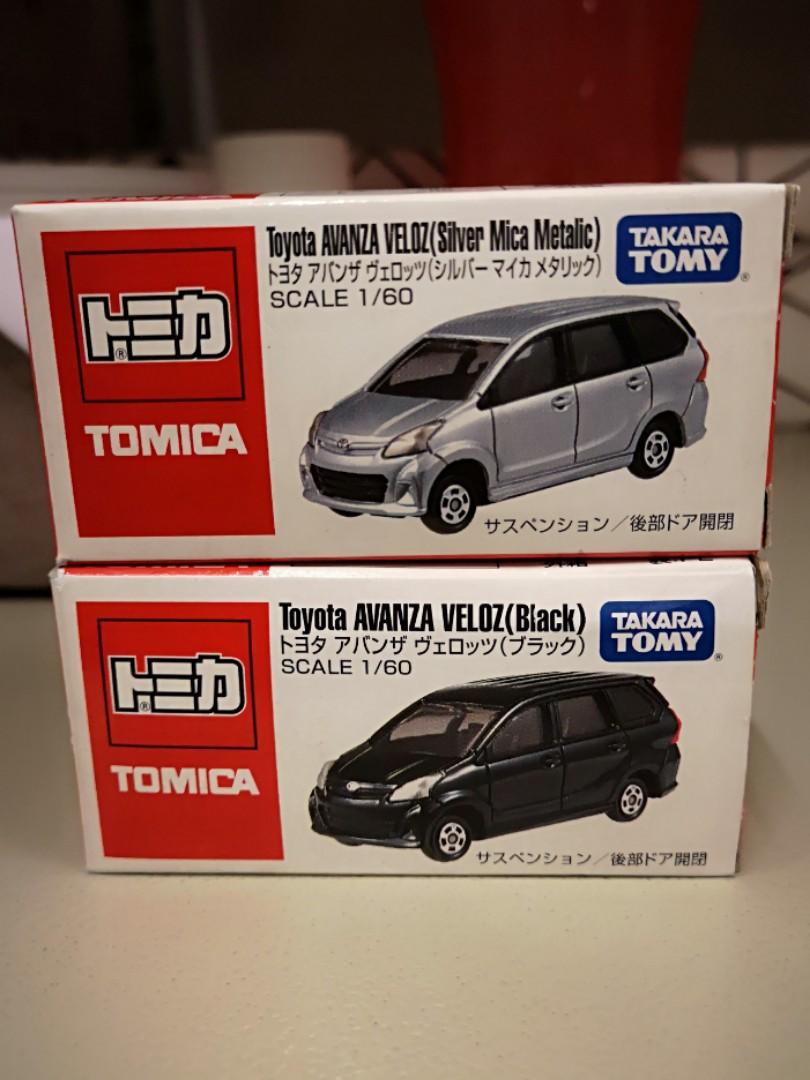 Toyota AVANZA VELOZ(Silver Mica Metalic)
トヨタ アバンザ ヴェロッツ(シルバー マイカ メタリック)
SCALE 1/60
TAKARA
TOMY®
トミカ®
TOMICA
サスペンション/後部ドア開閉
Toyota AVANZA VELOZ(Black)
トヨタ アバンザ ヴェロッツ(ブラック)
SCALE 1/60
TAKARA
TOMY®
トミカ®
TOMICA
サスペンション/後部ドア開閉